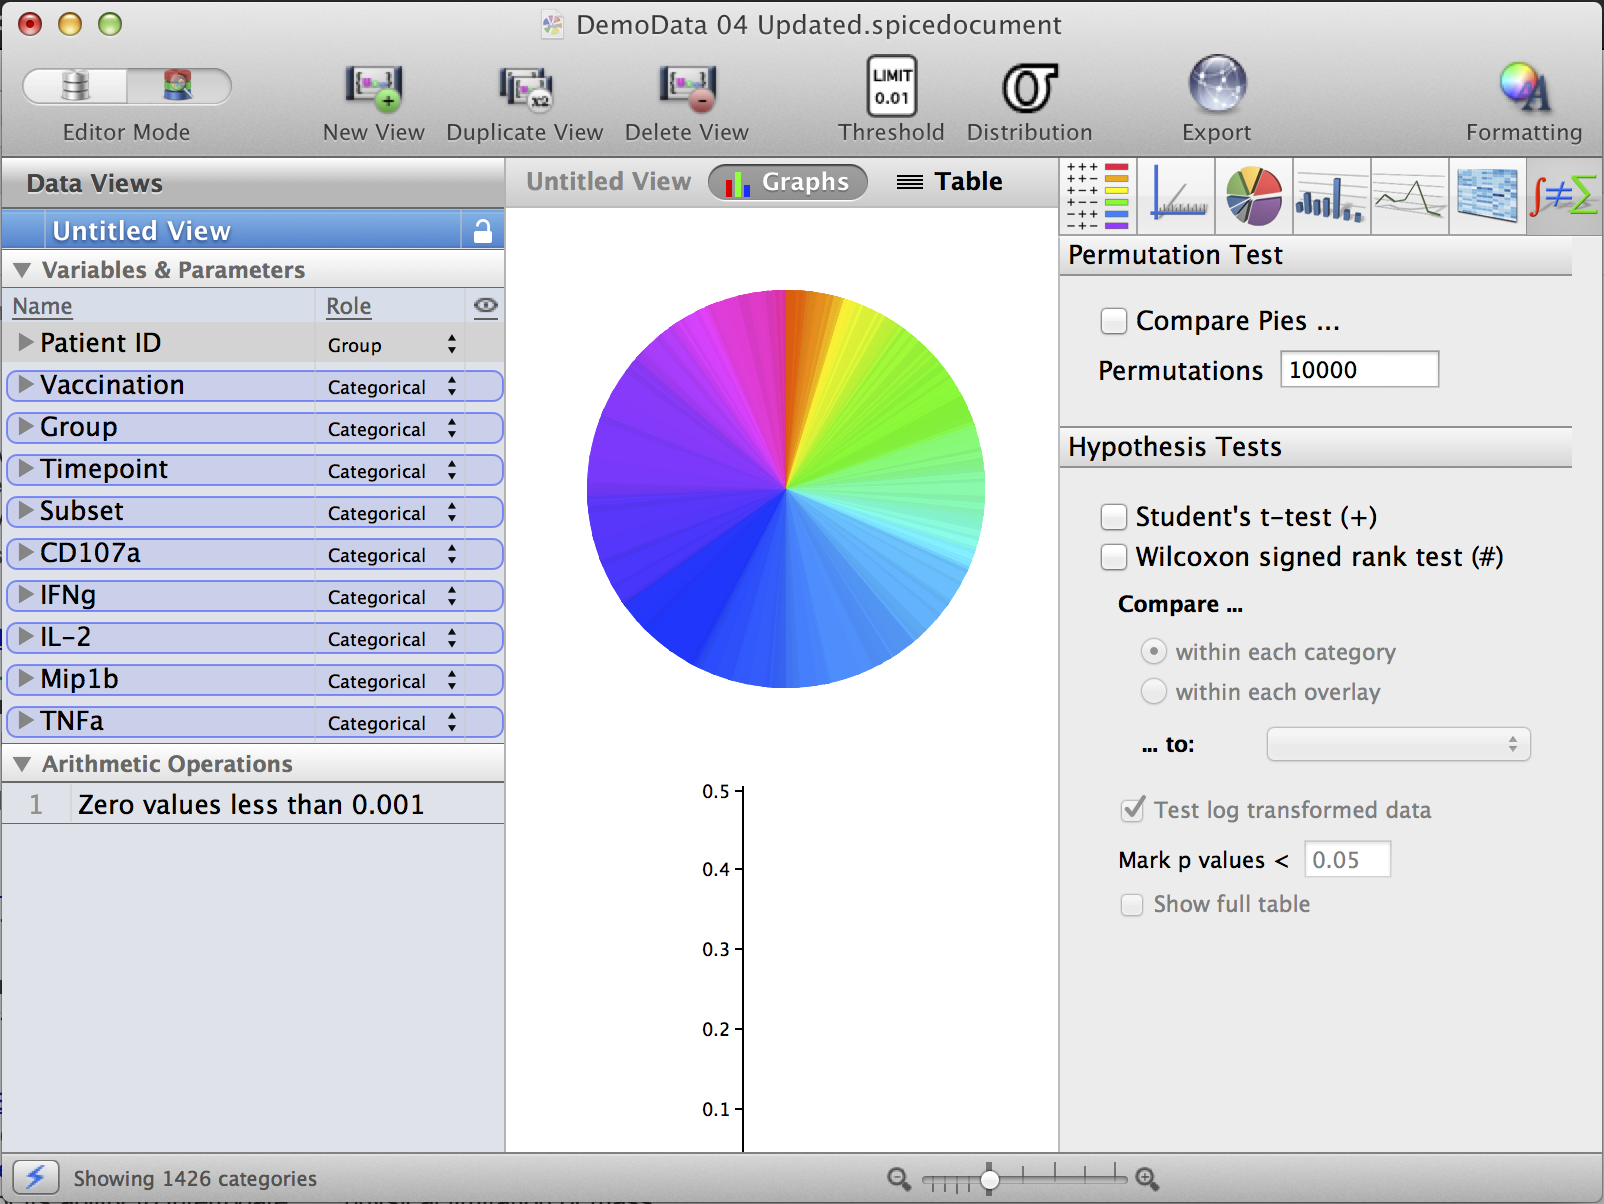 DemoData 04 Updated.spicedocument
LIMIT
0.01
σ
x2
Editor Mode
New View
Duplicate View
Delete View
Threshold
Distribution
Export
Formatting
Data Views
Untitled View
Graphs
Table
Untitled View
Variables & Parameters
Name Role
Patient ID Group
Vaccination Categorical
Group Categorical
Timepoint Categorical
Subset Categorical
CD107a Categorical
IFNg Categorical
IL-2 Categorical
Mip1b Categorical
TNFa Categorical
Arithmetic Operations
1 Zero values less than 0.001
0.5
0.4
0.3
0.2
0.1
+++
++-
+-+
+--
-++
-+-
∫≠Σ
Permutation Test
Compare Pies ...
Permutations 10000
Hypothesis Tests
Student's t-test (+)
Wilcoxon signed rank test (#)
Compare ...
within each category
within each overlay
... to:
Test log transformed data
Mark p values < 0.05
Show full table
Showing 1426 categories